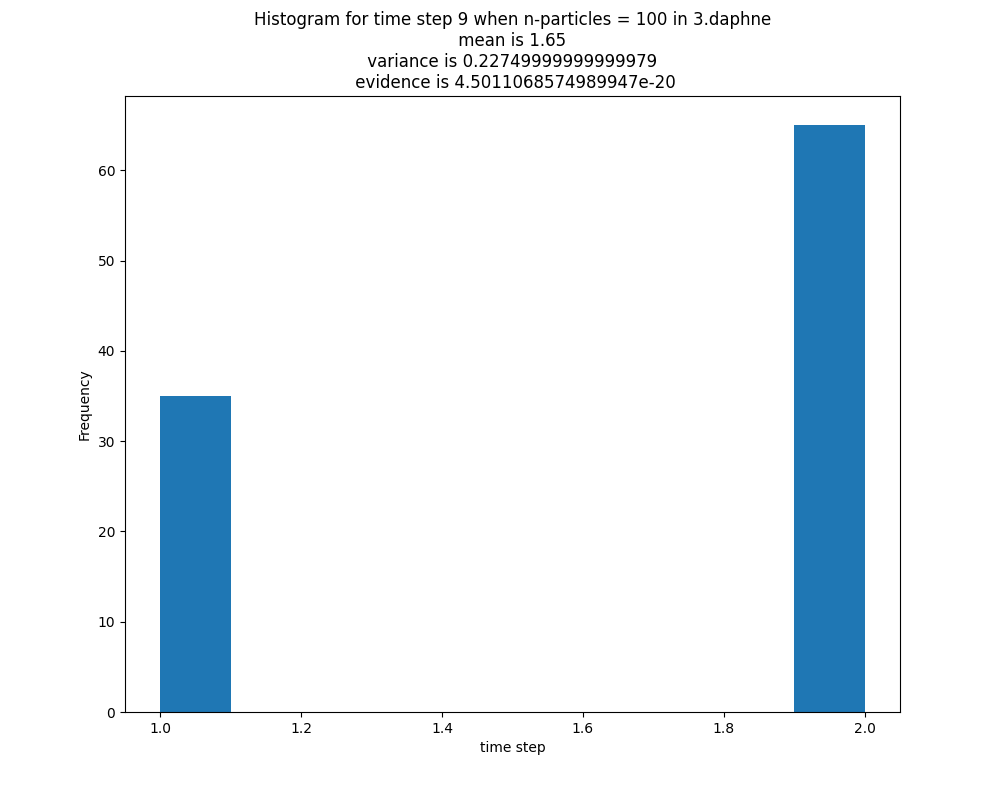 Histogram for time step 9 when n-particles = 100 in 3.daphne
mean is 1.65
variance is 0.22749999999999979
evidence is 4.5011068574989947e-20
60
50
40
30
20
10
0
Frequency
1.0 1.2 1.4 1.6 1.8 2.0
time step